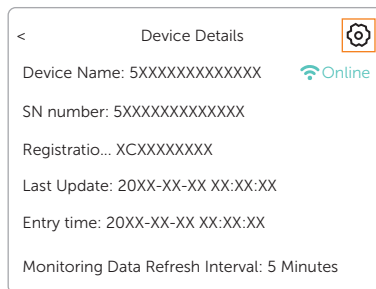 < Device Details
Device Name: 5XXXXXXXXXXXXX Online
SN number: 5XXXXXXXXXXXXX
Registratio... XCXXXXXXXX
Last Update: 20XX-XX-XX XX:XX:XX
Entry time: 20XX-XX-XX XX:XX:XX
Monitoring Data Refresh Interval: 5 Minutes